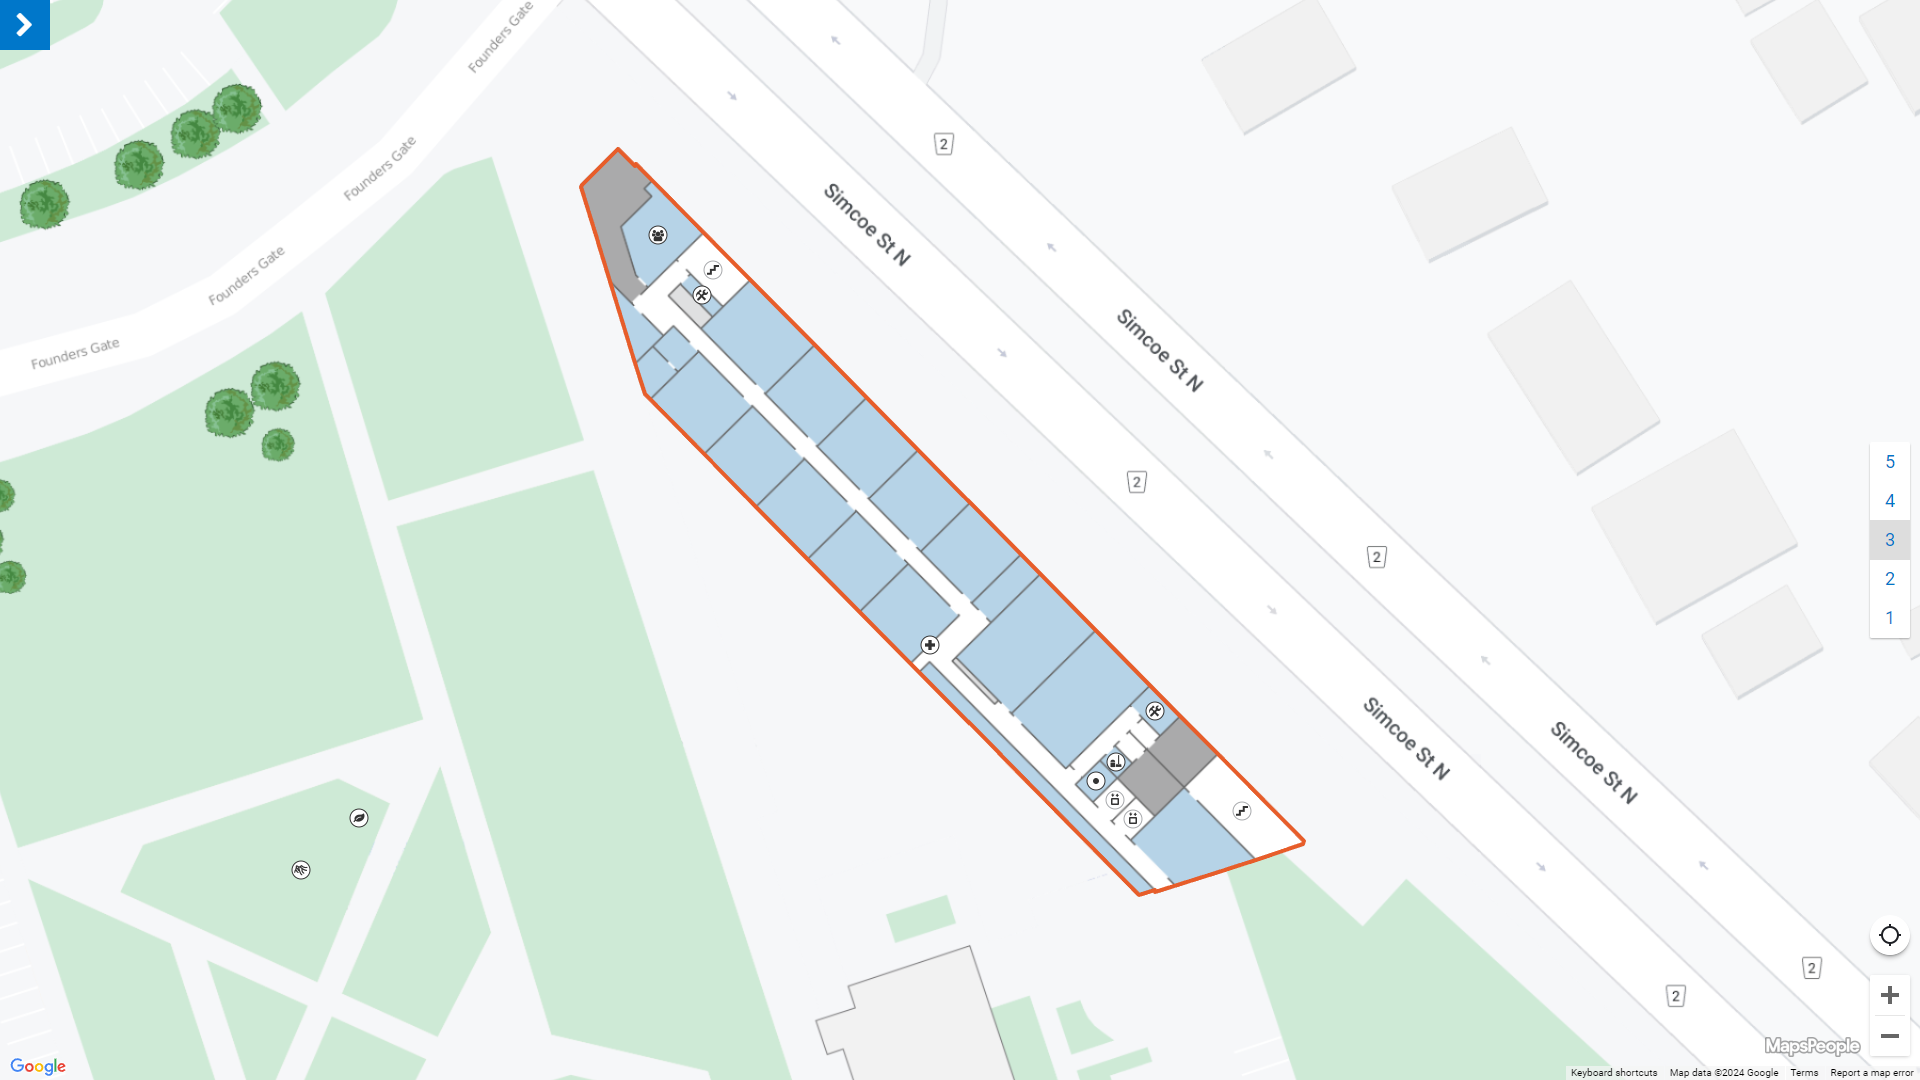 Founders Gate
Founders Gate
Founders Gate
Founders Gate
2
Simcoe St N
Simcoe St N
2
2
Simcoe St N
Simcoe St N
2
2
5
4
3
2
1
Google
MapsPeople
Keyboard shortcuts Map data ©2024 Google Terms Report a map error